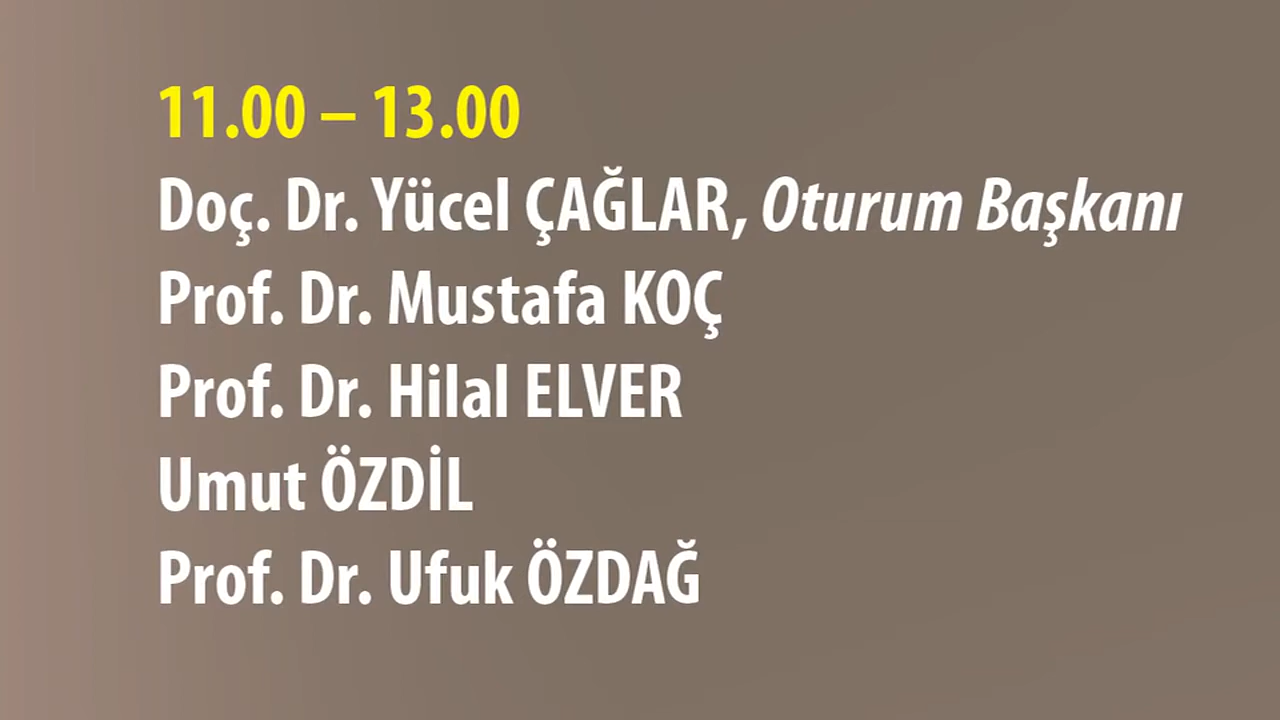 11.00 – 13.00
Doç. Dr. Yücel ÇAĞLAR, Oturum Başkanı
Prof. Dr. Mustafa KOÇ
Prof. Dr. Hilal ELVER
Umut ÖZDİL
Prof. Dr. Ufuk ÖZDAĞ